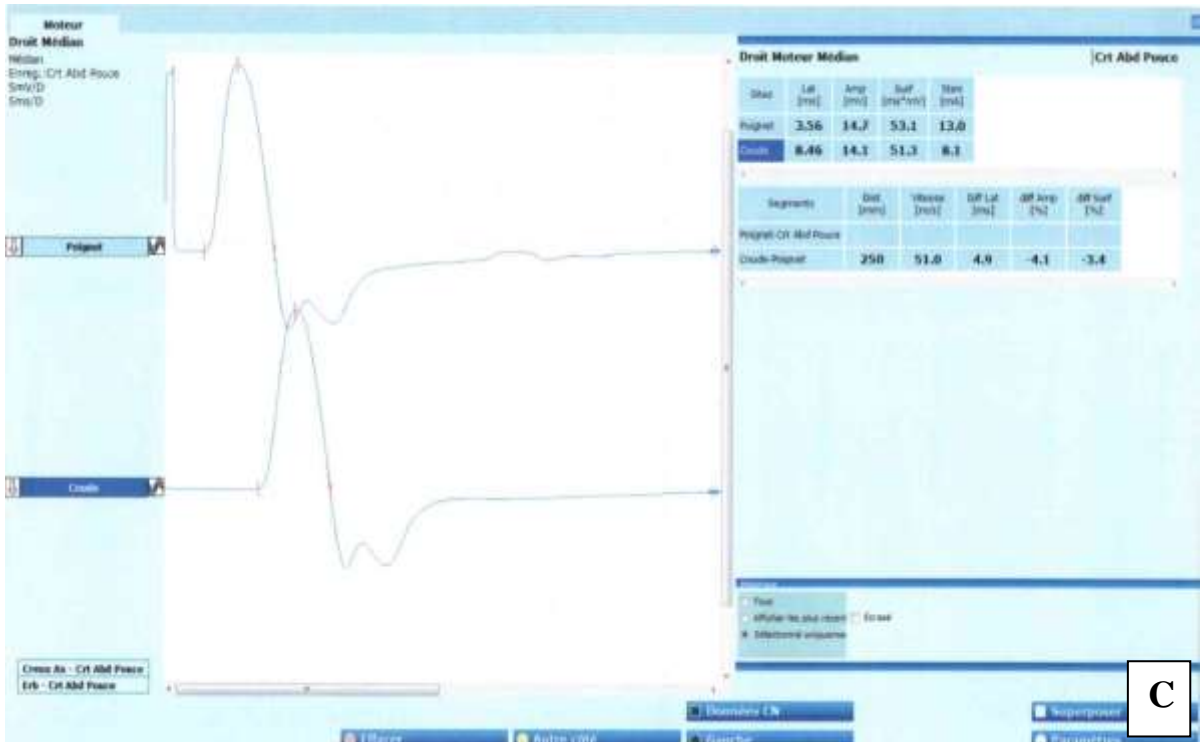 Moteur
Droit Médian
Médian
Enreg.:Crt Abd Pouce
5mV/D
5ms/D
Poignet
Coude
Creux Ax - Crt Abd Pouce
Erb - Crt Abd Pouce
Droit Moteur Médian
Crt Abd Pouce
Sites Lat [ms] Amp [mV] Surf [ms*mV] Stim [mA]
Poignet 3.56 14.7 53.1 13.0
Coude 8.46 14.1 51.3 8.1
Segments Dist [mm] Vitesse [m/s] Diff Lat [ms] diff Amp [%] diff Surf [%]
Poignet-Crt Abd Pouce
Coude-Poignet 250 51.0 4.9 -4.1 -3.4
Tous
Afficher les plus récent
Sélectionné uniqueme
Données CN
Superposer
Effacer
Autre côté
Gauche
Paramètres
C